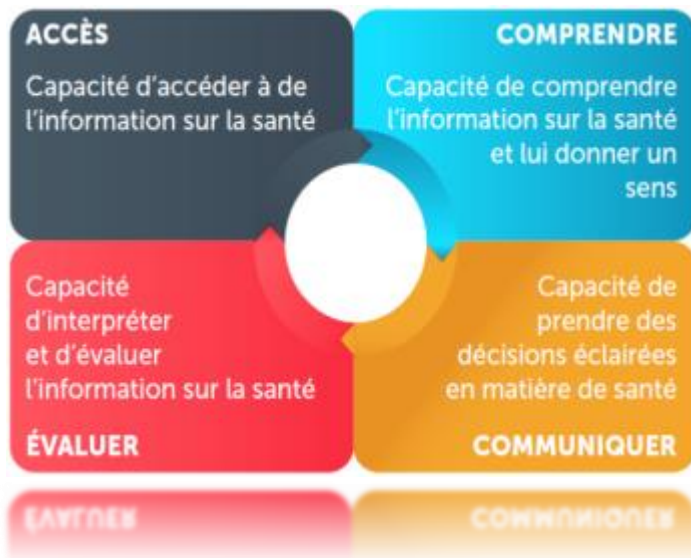 ACCÈS
Capacité d'accéder à de
l'information sur la santé
COMPRENDRE
Capacité de comprendre
l'information sur la santé
et lui donner un
sens
Capacité
d'interpréter
et d'évaluer
l'information sur la santé
ÉVALUER
Capacité de
prendre des
décisions éclairées
en matière de santé
COMMUNIQUER